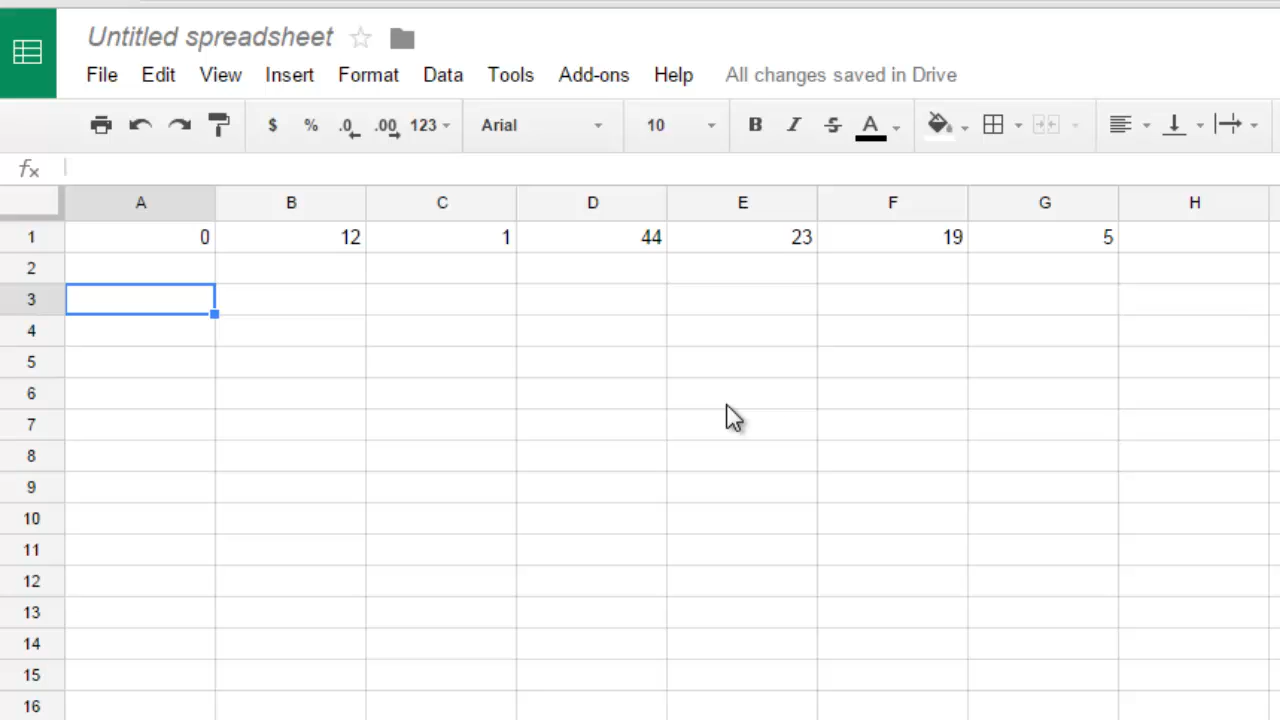 Untitled spreadsheet
File Edit View Insert Format Data Tools Add-ons Help All changes saved in Drive
$ % .0 .00 123 Arial 10 B I S A
fx
A B C D E F G H
1 0 12 1 44 23 19 5
2
3
4
5
6
7
8
9
10
11
12
13
14
15
16